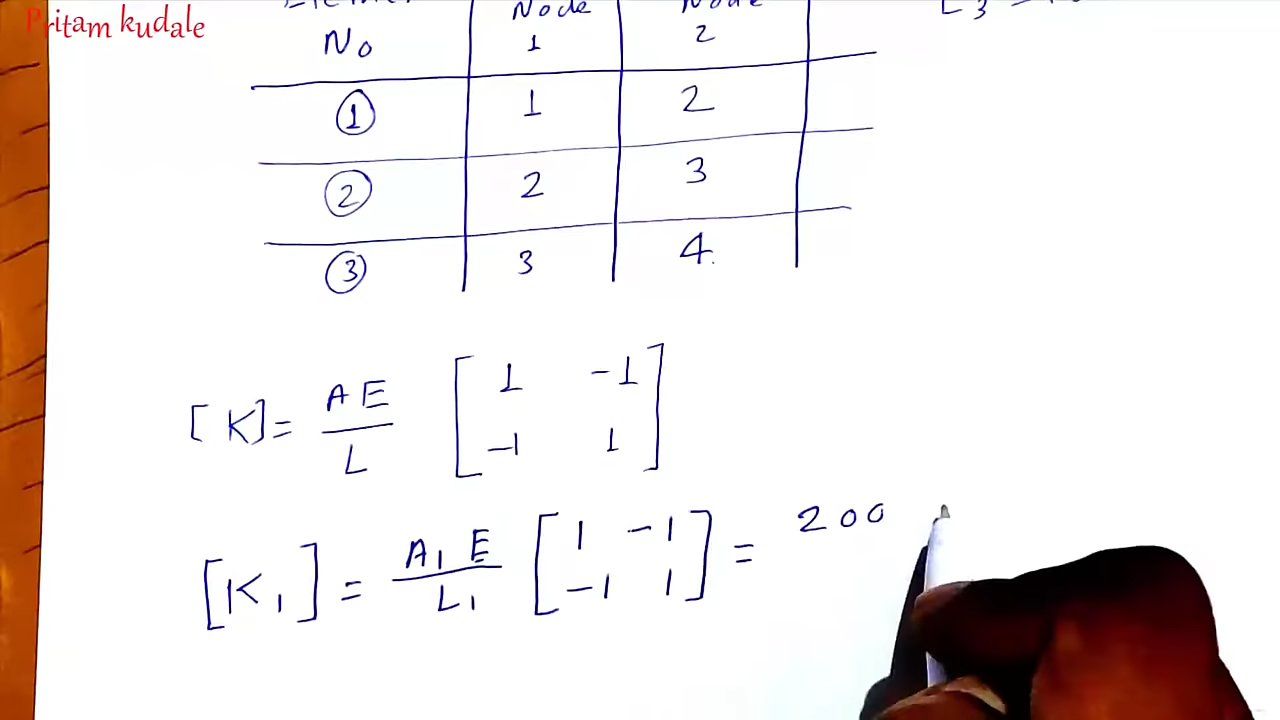 Pritam kudale
Node Node
No 1 2
① 1 2
② 2 3
③ 3 4.
[K] = AE/L [1 -1
-1 1]
[K₁] = A₁E/L₁ [1 -1
-1 1] = 200